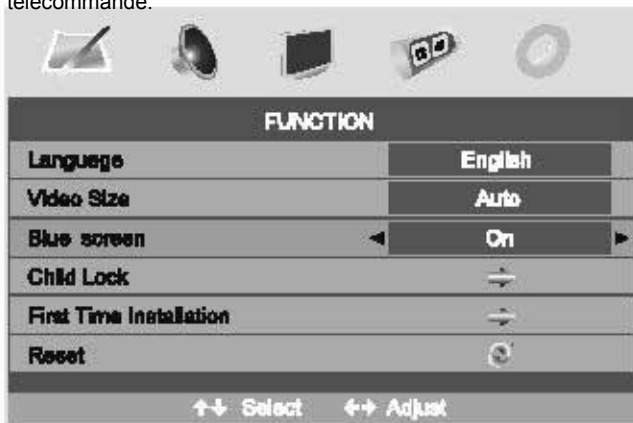 télécommande.
FUNCTION
Language English
Video Size Auto
Blue screen On
Child Lock
First Time Installation
Reset
Select Adjust